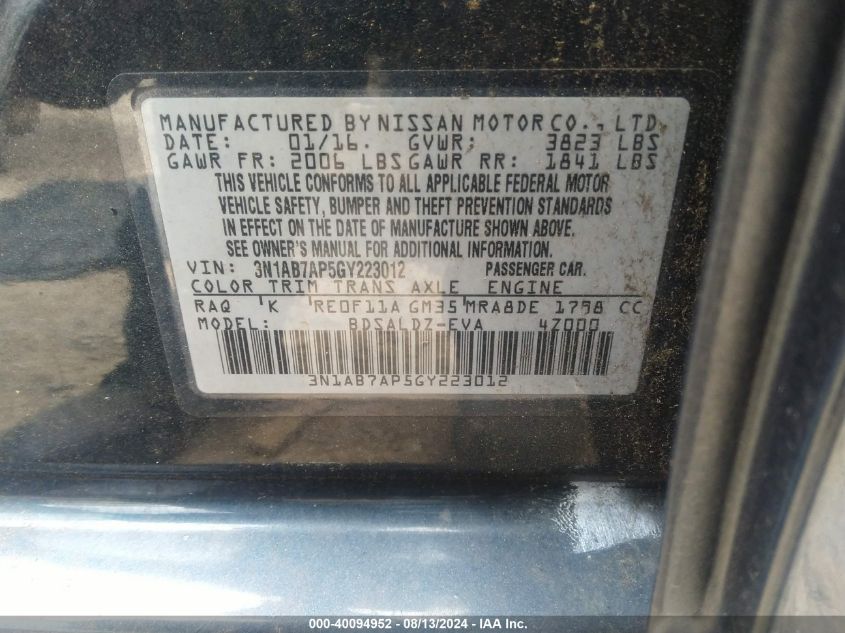 MANUFACTURED BY NISSAN MOTOR CO., LTD.
DATE: 01/16. GVWR: 3823 LBS
GAWR FR: 2006 LBS GAWR RR: 1841 LBS
THIS VEHICLE CONFORMS TO ALL APPLICABLE FEDERAL MOTOR
VEHICLE SAFETY, BUMPER AND THEFT PREVENTION STANDARDS
IN EFFECT ON THE DATE OF MANUFACTURE SHOWN ABOVE.
SEE OWNER'S MANUAL FOR ADDITIONAL INFORMATION.
VIN: 3N1AB7AP5GY223012 PASSENGER CAR.
COLOR TRIM TRANS AXLE ENGINE
RAQ K RE0F11A GM35 MRA8DE 1798 CC
MODEL: BDSALDZ-EVA 4Z000
3N1AB7AP5GY223012
000-40094952 - 08/13/2024 - IAA Inc.